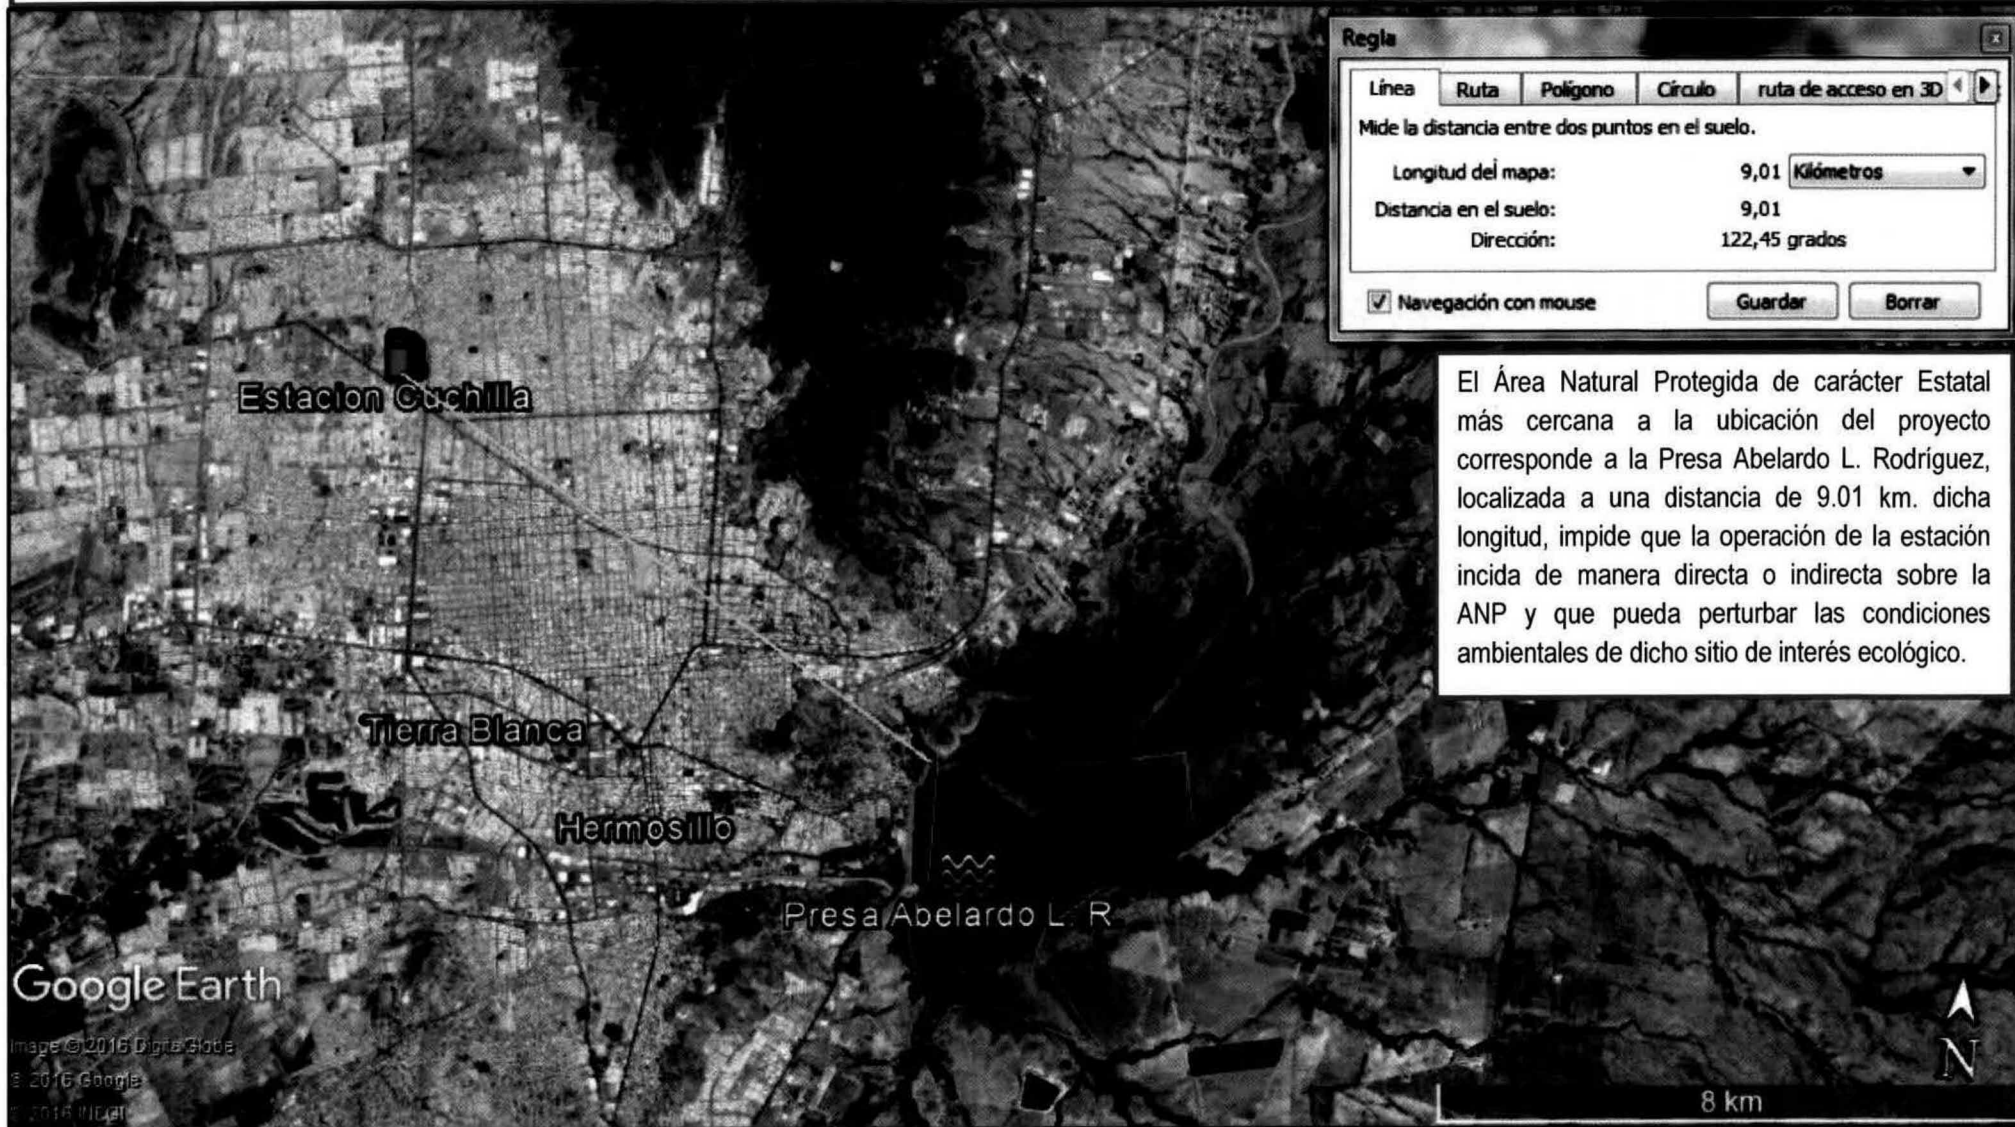 Regla
Línea Ruta Polígono Círculo ruta de acceso en 3D
Mide la distancia entre dos puntos en el suelo.
Longitud del mapa: 9,01 Kilómetros
Distancia en el suelo: 9,01
Dirección: 122,45 grados
Navegación con mouse Guardar Borrar
El Área Natural Protegida de carácter Estatal
más cercana a la ubicación del proyecto
corresponde a la Presa Abelardo L. Rodríguez,
localizada a una distancia de 9.01 km. dicha
longitud, impide que la operación de la estación
incida de manera directa o indirecta sobre la
ANP y que pueda perturbar las condiciones
ambientales de dicho sitio de interés ecológico.
Estacion Cuchilla
Tierra Blanca
Hermosillo
Presa Abelardo L. R
Google Earth
Image © 2016 DigitalGlobe
© 2016 Google
© 2016 INEGI
N
8 km